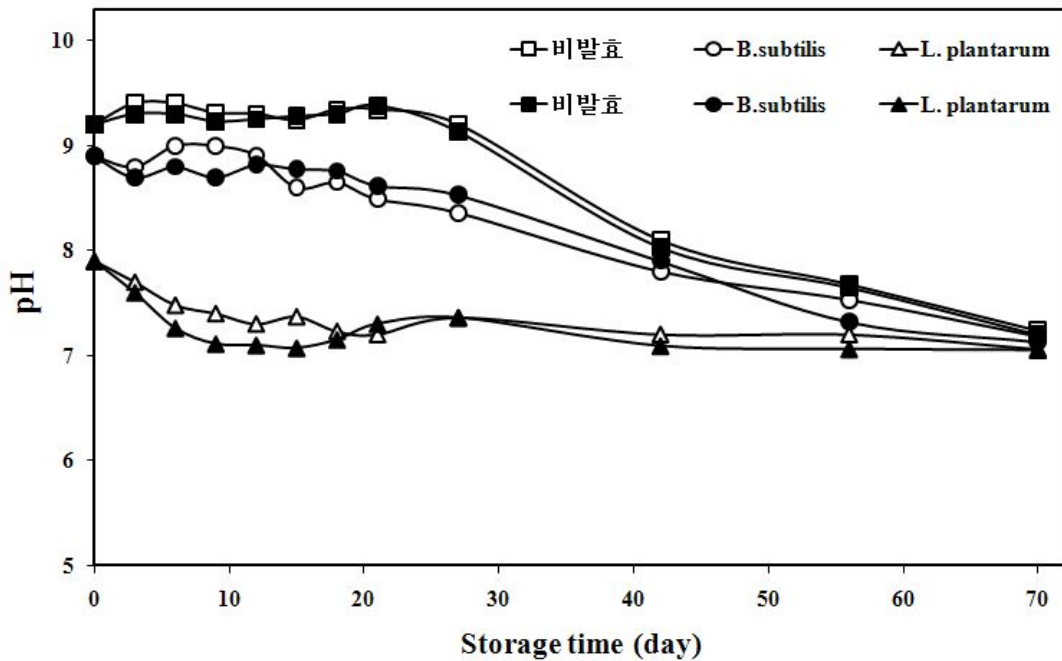 10
비발효 B.subtilis L. plantarum
비발효 B.subtilis L. plantarum
9
8
pH
7
6
5
0 10 20 30 40 50 60 70
Storage time (day)